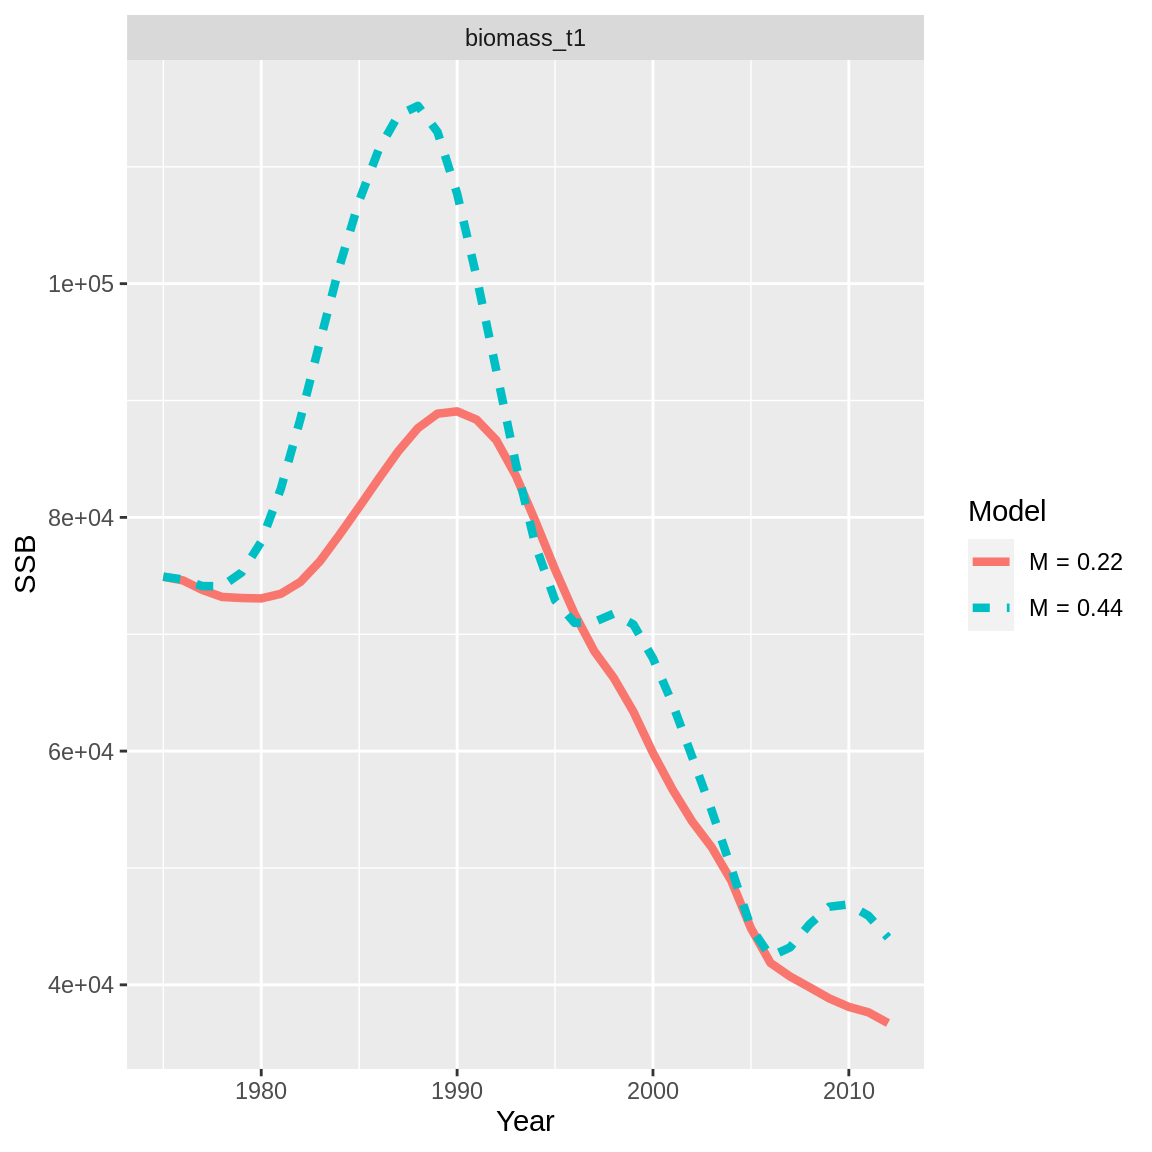 biomass_t1
1e+05
8e+04
6e+04
4e+04
SSB
1980 1990 2000 2010
Year
Model
M = 0.22
M = 0.44